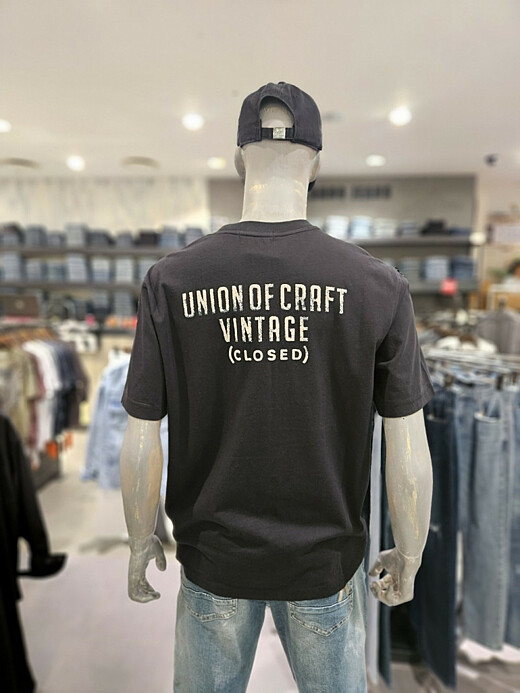 UNION OF CRAFT
VINTAGE
(CLOSED)